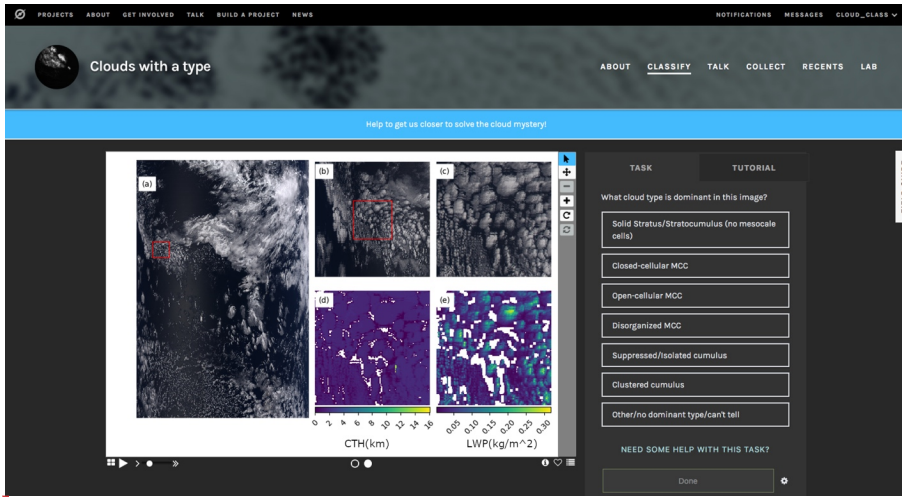 PROJECTS ABOUT GET INVOLVED TALK BUILD A PROJECT NEWS NOTIFICATIONS MESSAGES CLOUD_CLASS
Clouds with a type ABOUT CLASSIFY TALK COLLECT RECENTS LAB
Help to get us closer to solve the cloud mystery!
(a)
(b)
(c)
(d)
(e)
0 2 4 6 8 10 12 14 16
CTH(km)
0.05 0.10 0.15 0.20 0.25 0.30
LWP(kg/m^2)
TASK TUTORIAL
What cloud type is dominant in this image?
Solid Stratus/Stratocumulus (no mesocale
cells)
Closed-cellular MCC
Open-cellular MCC
Disorganized MCC
Suppressed/Isolated cumulus
Clustered cumulus
Other/no dominant type/can't tell
NEED SOME HELP WITH THIS TASK?
Done